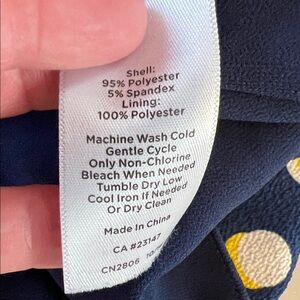 Shell:
95% Polyester
5% Spandex
Lining:
100% Polyester
Machine Wash Cold
Gentle Cycle
Only Non-Chlorine
Bleach When Needed
Tumble Dry Low
Cool Iron If Needed
Or Dry Clean
Made In China
CA #23147
CN2806